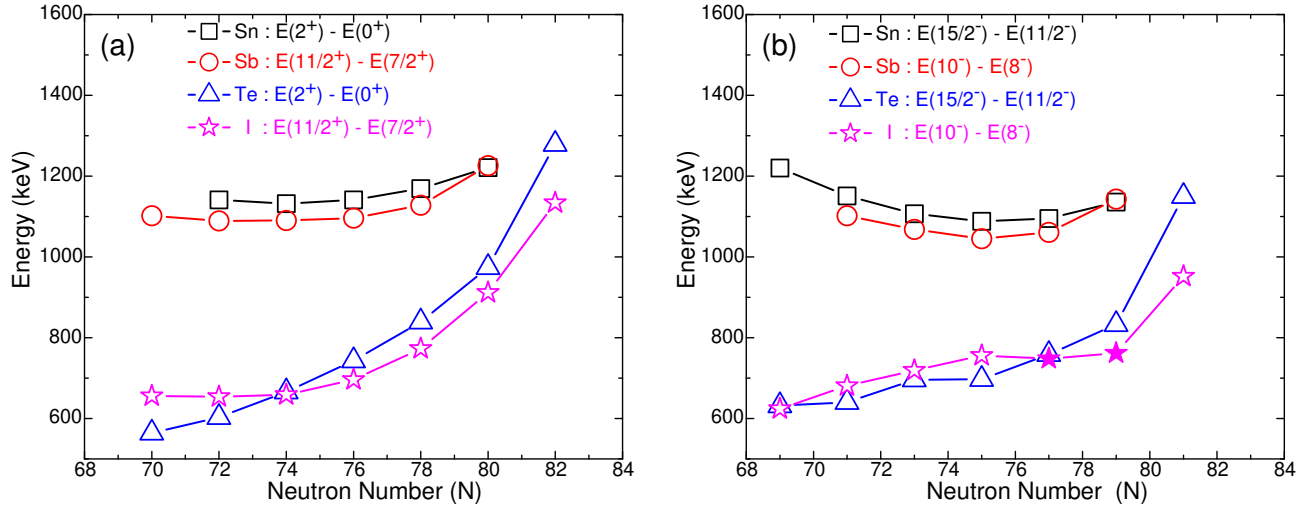 (a)
Sn : E(2⁺) - E(0⁺)
Sb : E(11/2⁺) - E(7/2⁺)
Te : E(2⁺) - E(0⁺)
I : E(11/2⁺) - E(7/2⁺)
1600
1400
1200
1000
800
600
Energy (keV)
68 70 72 74 76 78 80 82 84
Neutron Number (N)
(b)
Sn : E(15/2⁻) - E(11/2⁻)
Sb : E(10⁻) - E(8⁻)
Te : E(15/2⁻) - E(11/2⁻)
I : E(10⁻) - E(8⁻)
1600
1400
1200
1000
800
600
Energy (keV)
68 70 72 74 76 78 80 82 84
Neutron Number (N)